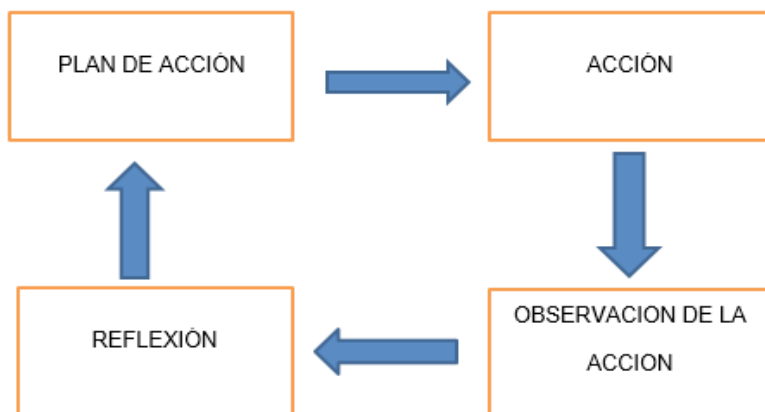 PLAN DE ACCIÓN
ACCIÓN
OBSERVACION DE LA
ACCION
REFLEXIÓN